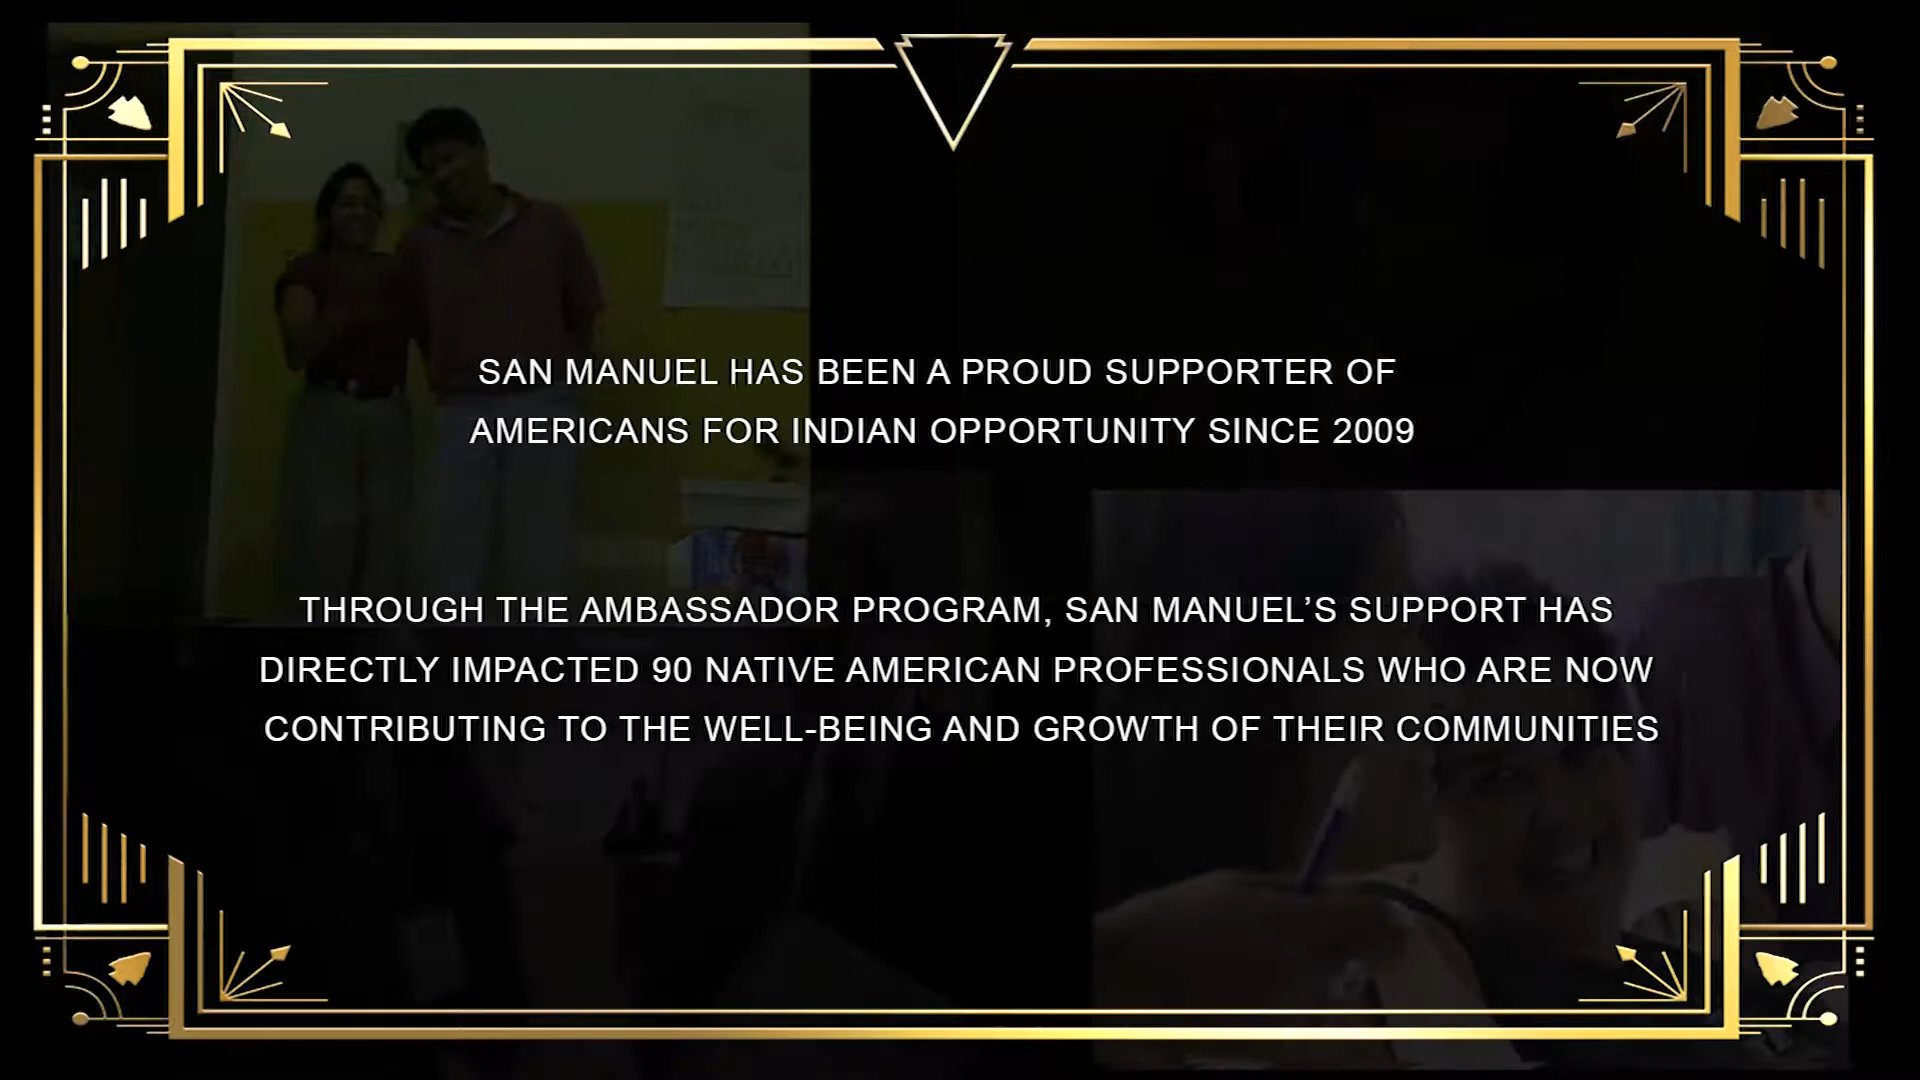 SAN MANUEL HAS BEEN A PROUD SUPPORTER OF
AMERICANS FOR INDIAN OPPORTUNITY SINCE 2009
THROUGH THE AMBASSADOR PROGRAM, SAN MANUEL’S SUPPORT HAS
DIRECTLY IMPACTED 90 NATIVE AMERICAN PROFESSIONALS WHO ARE NOW
CONTRIBUTING TO THE WELL-BEING AND GROWTH OF THEIR COMMUNITIES